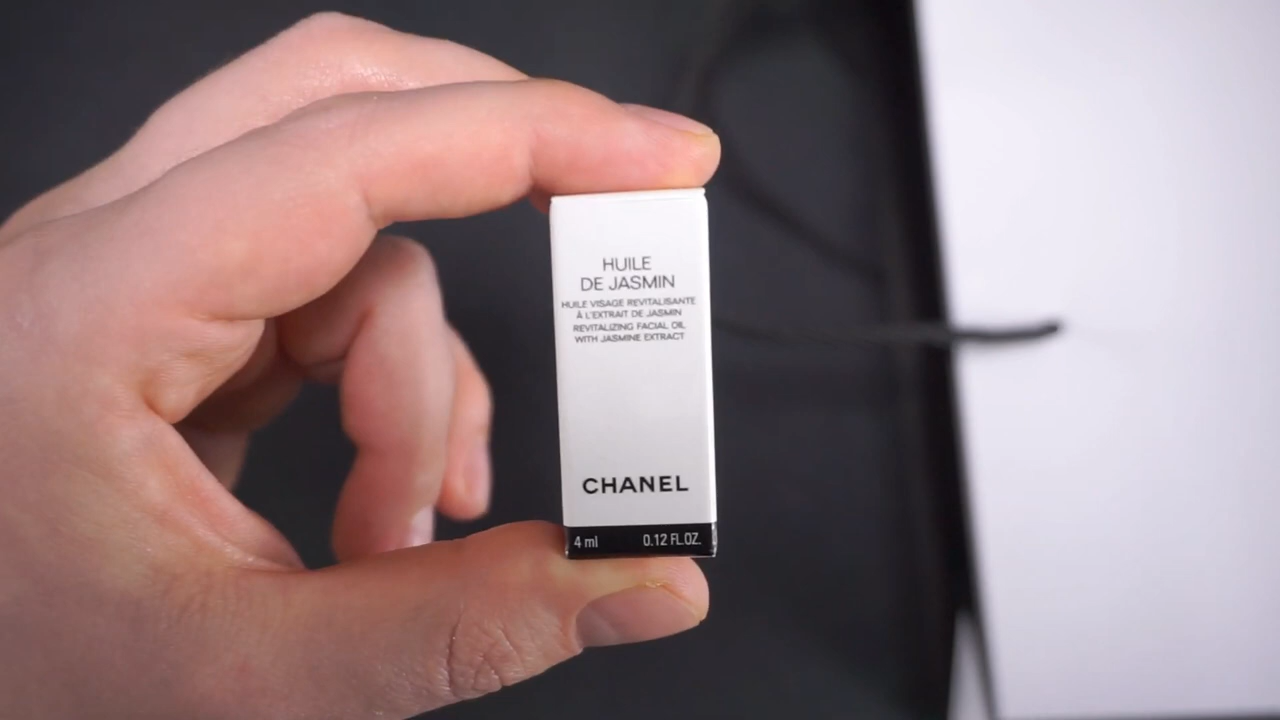 HUILE
DE JASMIN
HUILE VISAGE REVITALISANTE
À L'EXTRAIT DE JASMIN
REVITALIZING FACIAL OIL
WITH JASMINE EXTRACT
CHANEL
4 ml 0.12 FL.OZ.